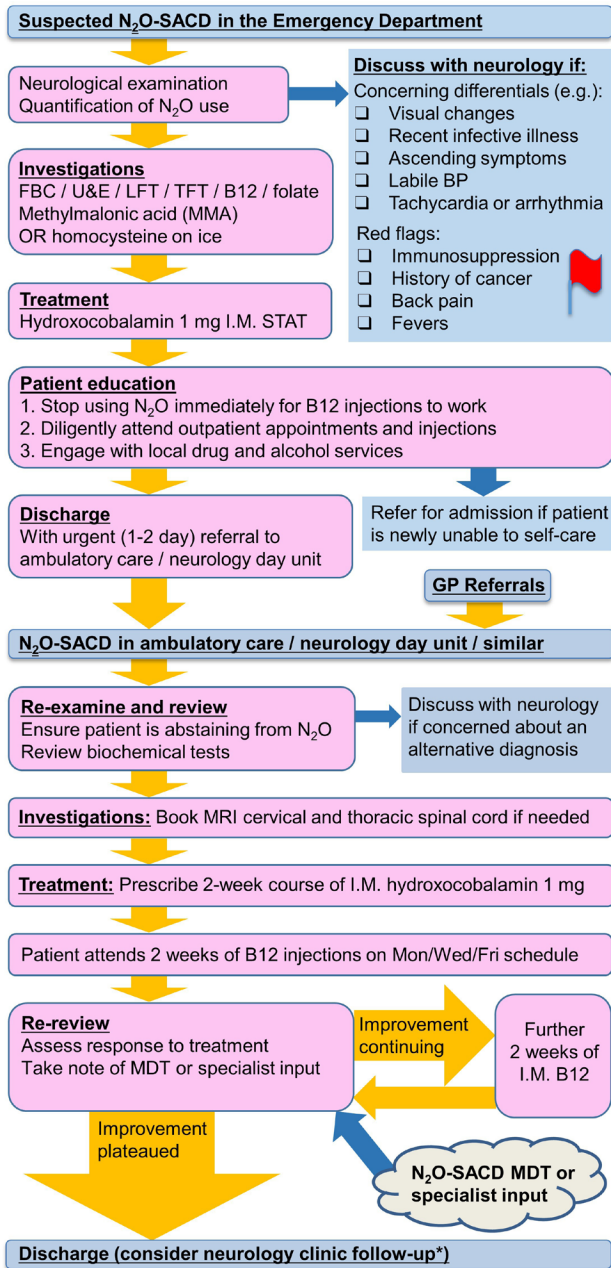 Suspected N₂O-SACD in the Emergency Department
Neurological examination
Quantification of N₂O use
Discuss with neurology if:
Concerning differentials (e.g.):
❑ Visual changes
❑ Recent infective illness
❑ Ascending symptoms
❑ Labile BP
❑ Tachycardia or arrhythmia
Red flags:
❑ Immunosuppression
❑ History of cancer
❑ Back pain
❑ Fevers
Investigations
FBC / U&E / LFT / TFT / B12 / folate
Methylmalonic acid (MMA)
OR homocysteine on ice
Treatment
Hydroxocobalamin 1 mg I.M. STAT
Patient education
1. Stop using N₂O immediately for B12 injections to work
2. Diligently attend outpatient appointments and injections
3. Engage with local drug and alcohol services
Discharge
With urgent (1-2 day) referral to
ambulatory care / neurology day unit
Refer for admission if patient
is newly unable to self-care
GP Referrals
N₂O-SACD in ambulatory care / neurology day unit / similar
Re-examine and review
Ensure patient is abstaining from N₂O
Review biochemical tests
Discuss with neurology
if concerned about an
alternative diagnosis
Investigations: Book MRI cervical and thoracic spinal cord if needed
Treatment: Prescribe 2-week course of I.M. hydroxocobalamin 1 mg
Patient attends 2 weeks of B12 injections on Mon/Wed/Fri schedule
Re-review
Assess response to treatment
Take note of MDT or specialist input
Improvement
continuing
Further
2 weeks of
I.M. B12
Improvement
plateaued
N₂O-SACD MDT or
specialist input
Discharge (consider neurology clinic follow-up*)